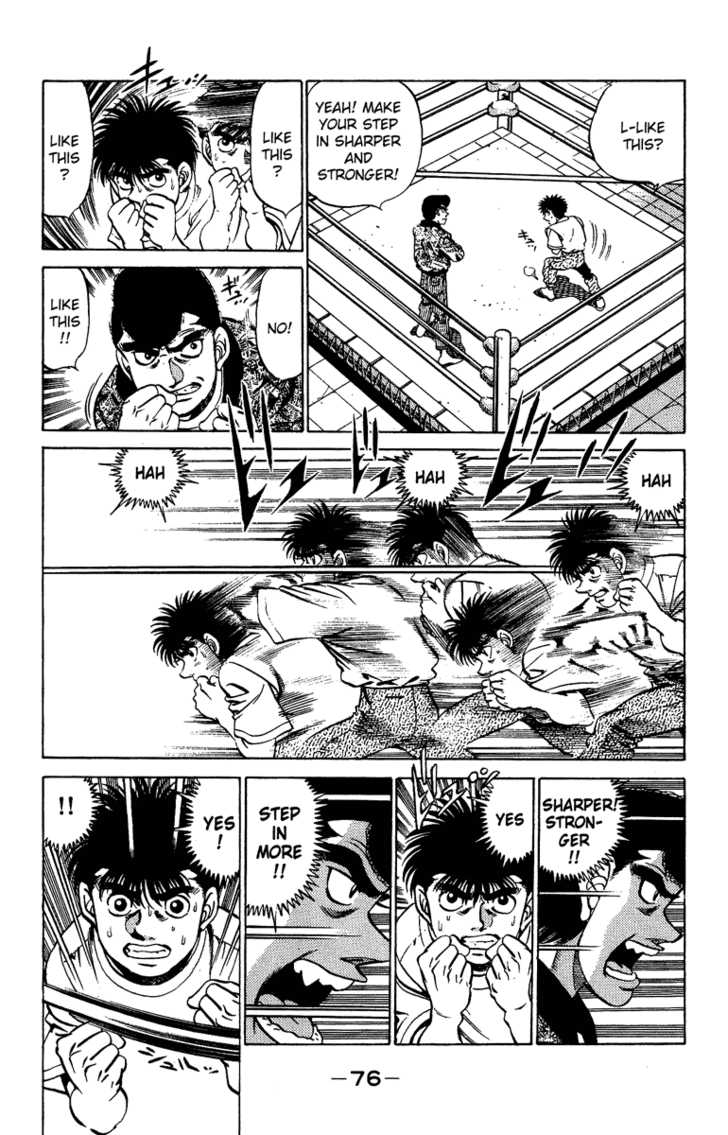 L-LIKE
THIS?
YEAH! MAKE
YOUR STEP
IN SHARPER
AND
STRONGER!
LIKE
THIS
?
LIKE
THIS
?
NO!
LIKE
THIS
!!
HAH
HAH
HAH
SHARPER!
STRON-
GER
!!
YES
STEP
IN
MORE
!!
YES
!
!!
—76—